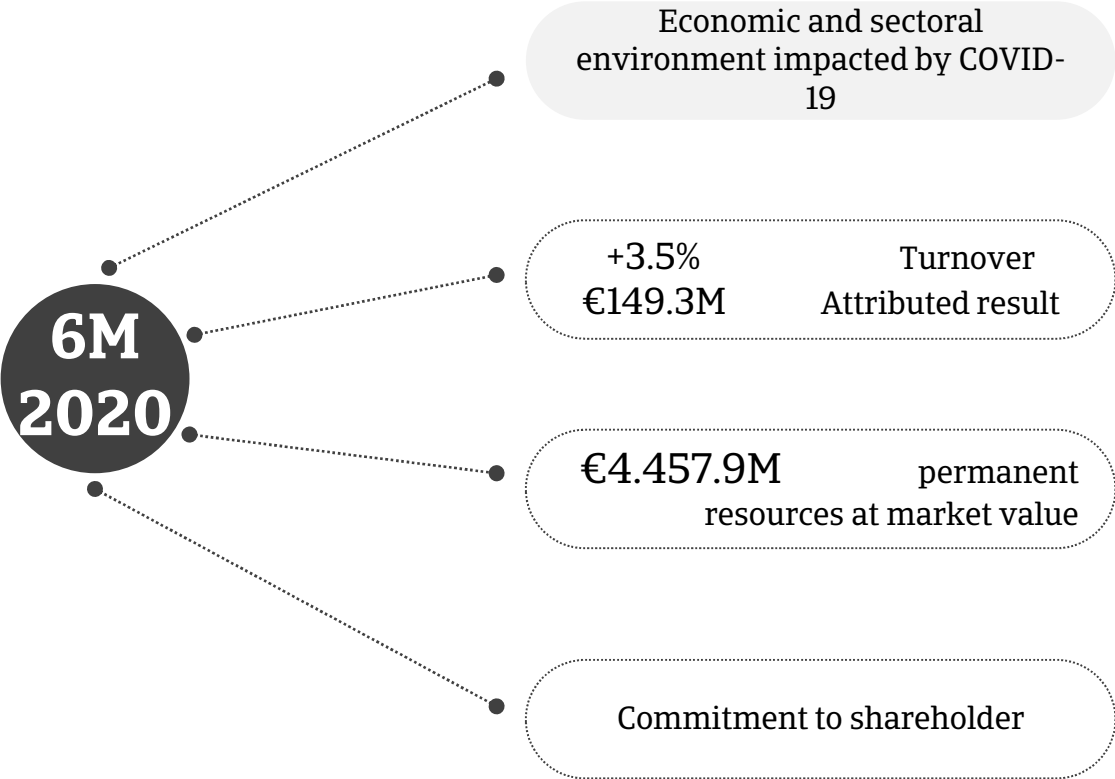 Economic and sectoral
environment impacted by COVID-
19
+3.5% Turnover
€149.3M Attributed result
6M
2020
€4.457.9M permanent
resources at market value
Commitment to shareholder